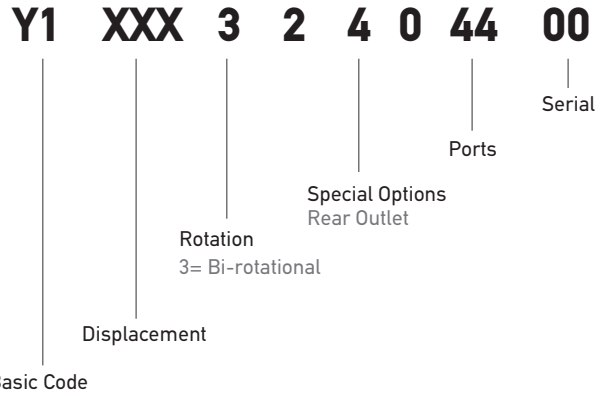 Y1 XXX 3 2 4 0 44 00
Serial
Ports
Special Options
Rear Outlet
Rotation
3= Bi-rotational
Displacement
Basic Code